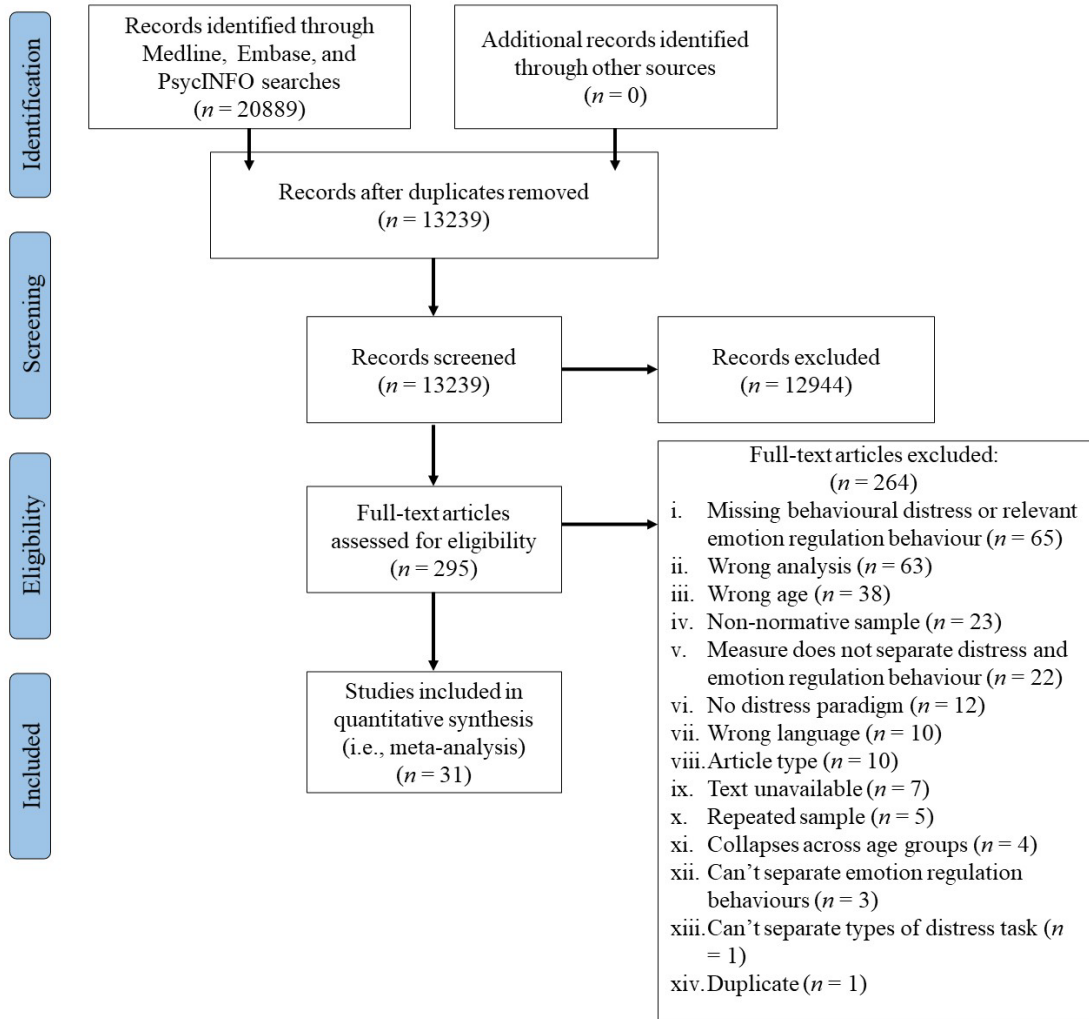 Identification
Records identified through
Medline, Embase, and
PsycINFO searches
(n = 20889)
Additional records identified
through other sources
(n = 0)
Records after duplicates removed
(n = 13239)
Screening
Records screened
(n = 13239)
Records excluded
(n = 12944)
Eligibility
Full-text articles
assessed for eligibility
(n = 295)
Full-text articles excluded:
(n = 264)
i. Missing behavioural distress or relevant
emotion regulation behaviour (n = 65)
ii. Wrong analysis (n = 63)
iii. Wrong age (n = 38)
iv. Non-normative sample (n = 23)
v. Measure does not separate distress and
emotion regulation behaviour (n = 22)
vi. No distress paradigm (n = 12)
vii. Wrong language (n = 10)
viii. Article type (n = 10)
ix. Text unavailable (n = 7)
x. Repeated sample (n = 5)
xi. Collapses across age groups (n = 4)
xii. Can't separate emotion regulation
behaviours (n = 3)
xiii. Can't separate types of distress task (n
= 1)
xiv. Duplicate (n = 1)
Included
Studies included in
quantitative synthesis
(i.e., meta-analysis)
(n = 31)